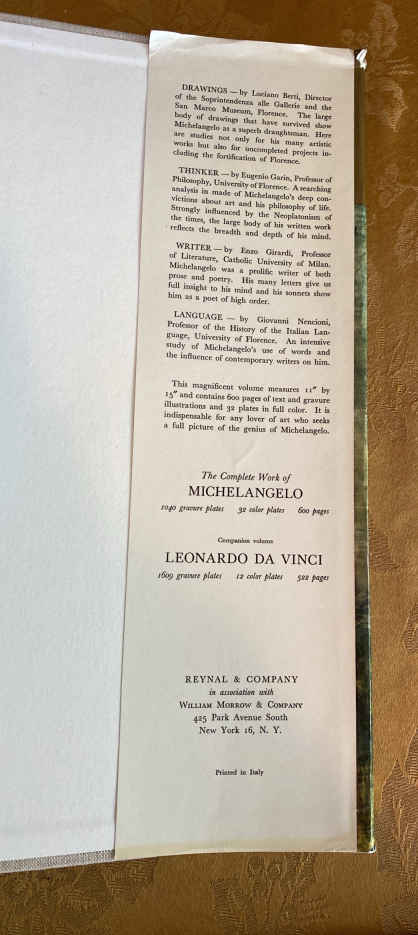 DRAWINGS — by Luciano Berti, Director
of the Soprintendenza alle Gallerie and the
San Marco Museum, Florence. The large
body of drawings that have survived show
Michelangelo as a superb draughtsman. Here
are studies not only for his many artistic
works but also for uncompleted projects in-
cluding the fortification of Florence.
THINKER — by Eugenio Garin, Professor of
Philosophy, University of Florence. A searching
analysis in made of Michelangelo's deep con-
victions about art and his philosophy of life.
Strongly influenced by the Neoplatonism of
the times, the large body of his written work
reflects the breadth and depth of his mind.
WRITER — by Enzo Girardi, Professor
of Literature, Catholic University of Milan.
Michelangelo was a prolific writer of both
prose and poetry. His many letters give us
full insight to his mind and his sonnets show
him as a poet of high order.
LANGUAGE — by Giovanni Nencioni,
Professor of the History of the Italian Lan-
guage, University of Florence. An intensive
study of Michelangelo's use of words and
the influence of contemporary writers on him.
This magnificent volume measures 11" by
15" and contains 600 pages of text and gravure
illustrations and 32 plates in full color. It is
indispensable for any lover of art who seeks
a full picture of the genius of Michelangelo.
The Complete Work of
MICHELANGELO
1040 gravure plates 32 color plates 600 pages
Companion volume
LEONARDO DA VINCI
1609 gravure plates 12 color plates 522 pages
REYNAL & COMPANY
in association with
WILLIAM MORROW & COMPANY
425 Park Avenue South
New York 16, N. Y.
Printed in Italy